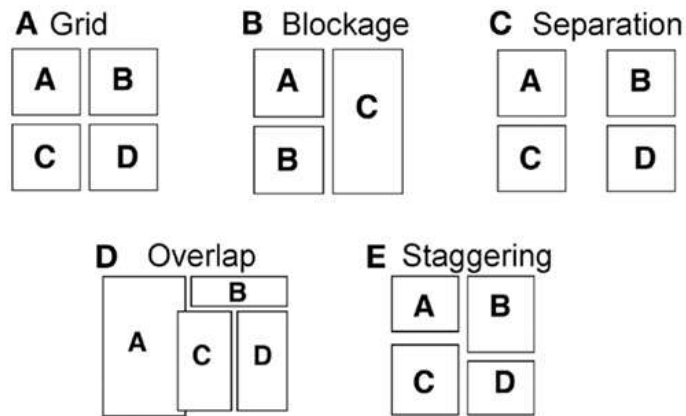 A Grid
A B
C D
B Blockage
A
C
B
C Separation
A B
C D
D Overlap
B
A
C D
E Staggering
A B
C D